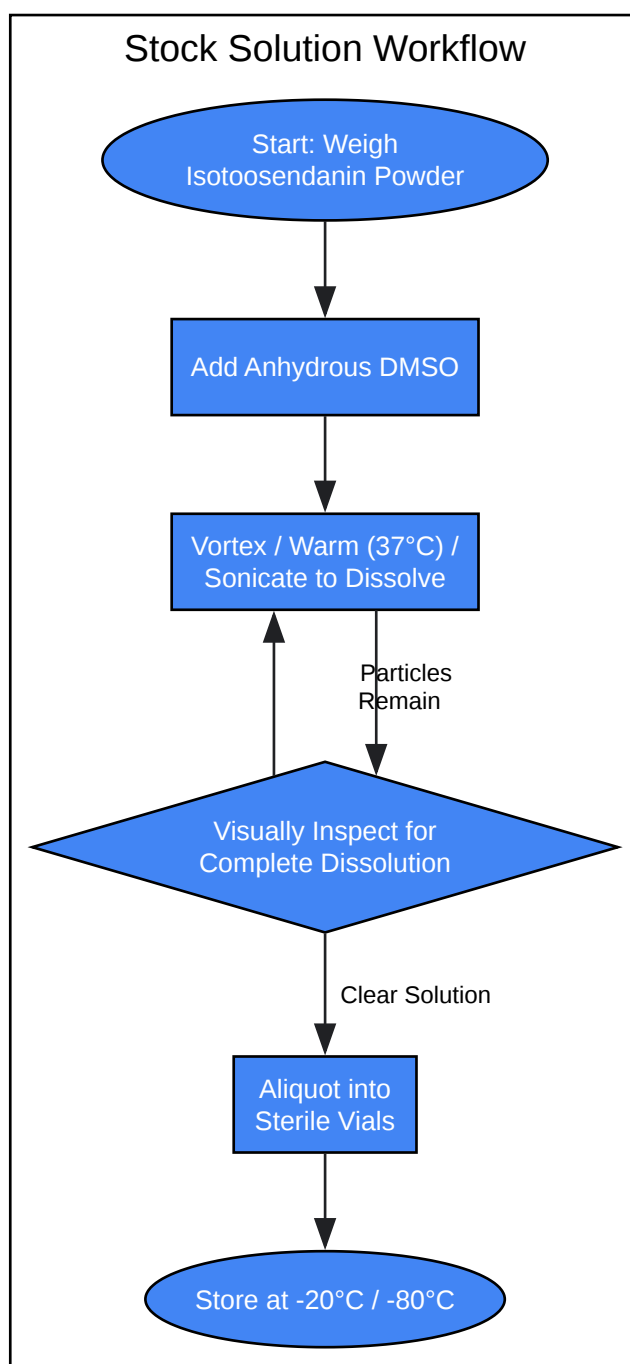 Stock Solution Workflow
Start: Weigh
Isotoosendanin Powder
Add Anhydrous DMSO
Vortex / Warm (37°C) /
Sonicate to Dissolve
Particles
Remain
Visually Inspect for
Complete Dissolution
Clear Solution
Aliquot into
Sterile Vials
Store at -20°C / -80°C